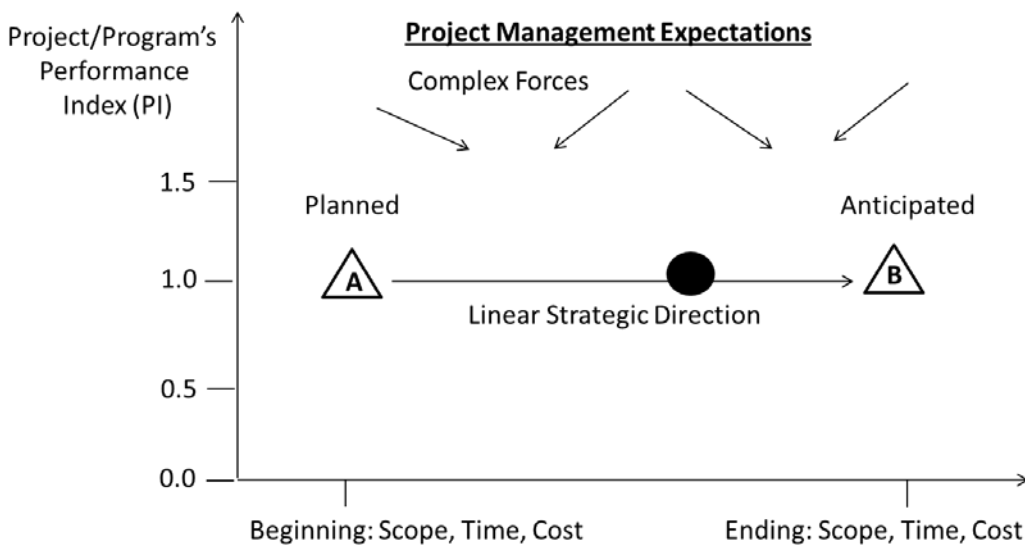 Project Management Expectations
Project/Program's
Performance
Index (PI)
Complex Forces
1.5
Planned
Anticipated
1.0
A
B
Linear Strategic Direction
0.5
0.0
Beginning: Scope, Time, Cost
Ending: Scope, Time, Cost